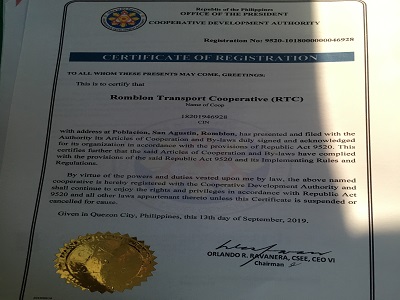 Republic of the Philippines
OFFICE OF THE PRESIDENT
COOPERATIVE DEVELOPMENT AUTHORITY
Registration No: 9520-1018000000046928
CERTIFICATE OF REGISTRATION
TO ALL WHOM THESE PRESENTS MAY COME, GREETINGS:
This is to certify that
Romblon Transport Cooperative (RTC)
Name of Coop
18201946928
CIN
with address at Poblacion, San Agustin, Romblon, has presented and filed with the
Authority its Articles of Cooperation and By-laws duly signed and acknowledged
for its organization in accordance with the provisions of Republic Act 9520. This
certifies further that the said Articles of Cooperation and By-laws have complied
with the provisions of the said Republic Act 9520 and its Implementing Rules and
Regulations.
By virtue of the powers and duties vested upon me by law, the above named
cooperative is hereby registered with the Cooperative Development Authority and
shall continue to enjoy the rights and privileges in accordance with Republic Act
9520 and all other laws appurtenant thereto unless this Certificate is suspended or
cancelled for cause.
Given in Quezon City, Philippines, this 13th day of September, 2019.
ORLANDO R. RAVANERA, CSEE, CEO VI
Chairman